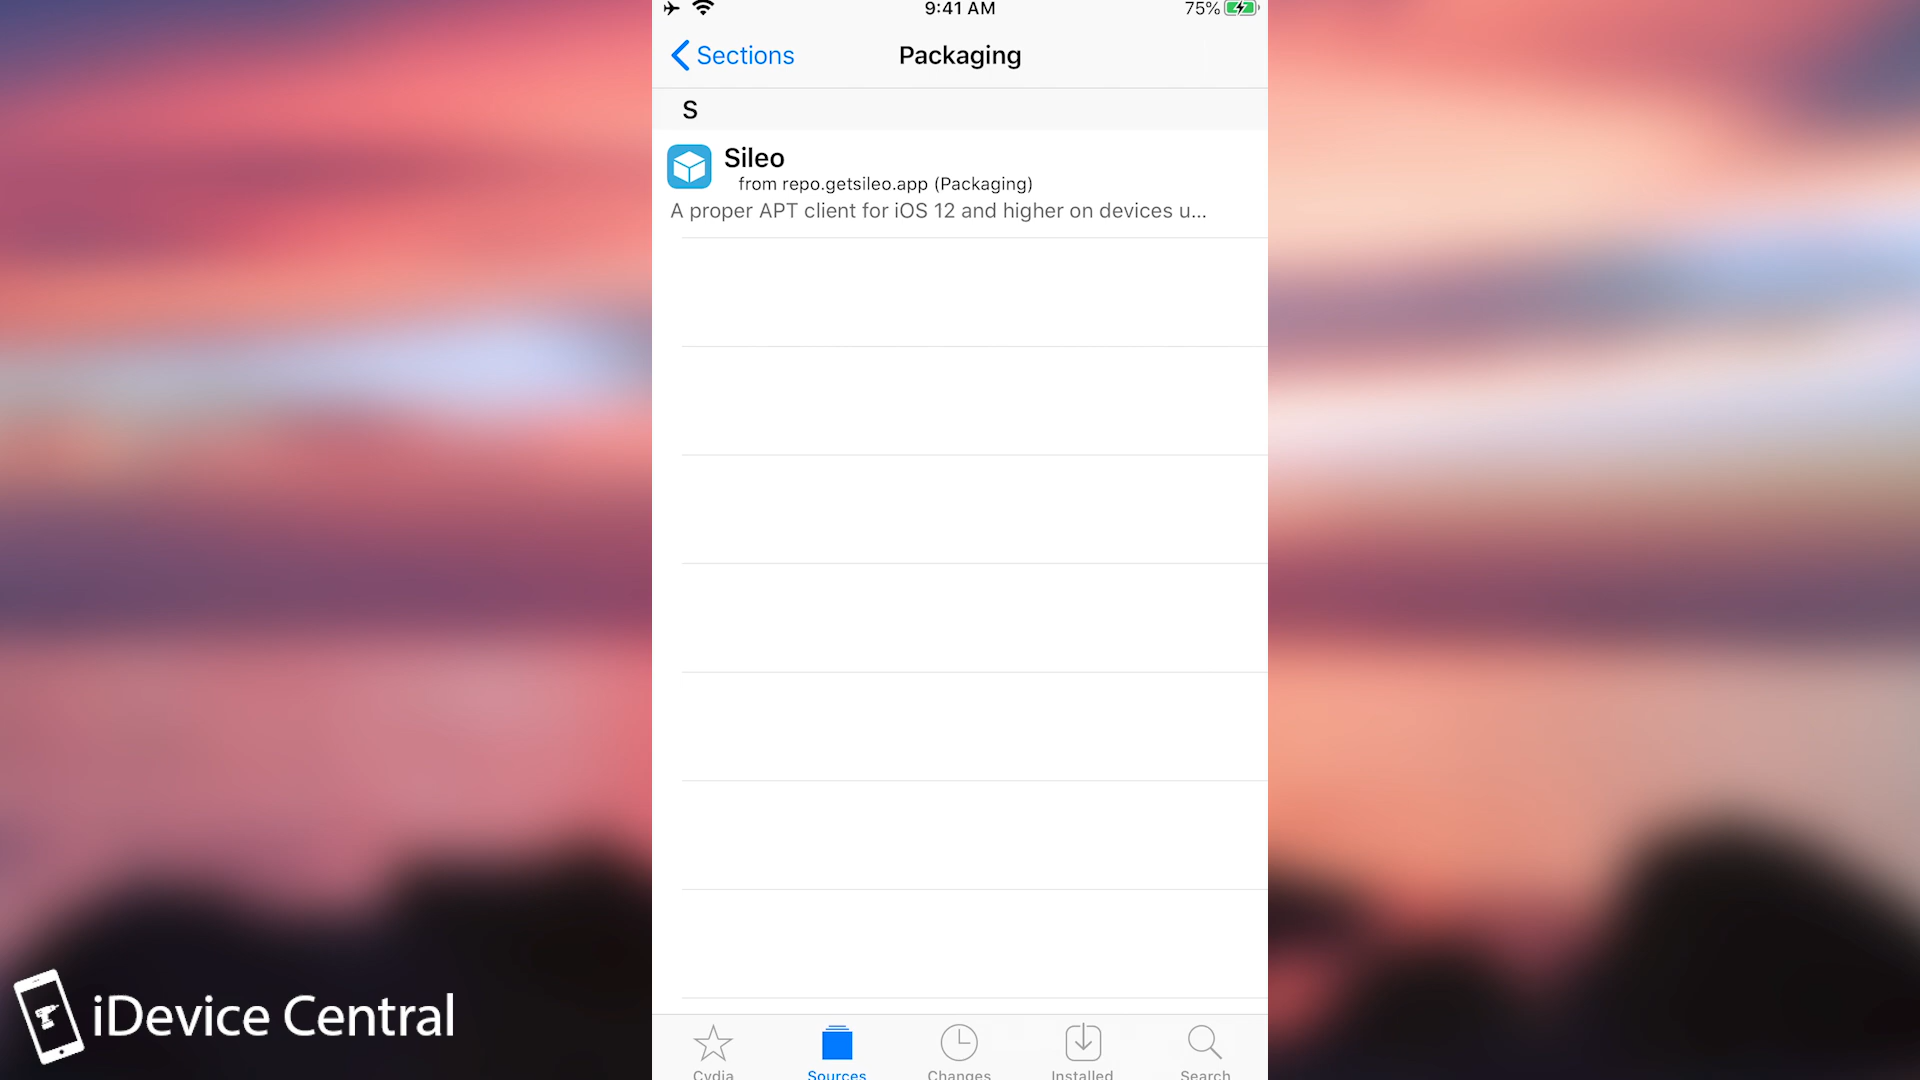 9:41 AM
75%
Sections
Packaging
S
Sileo
from repo.getsileo.app (Packaging)
A proper APT client for iOS 12 and higher on devices u...
iDevice Central
Cydia
Sources
Changes
Installed
Search